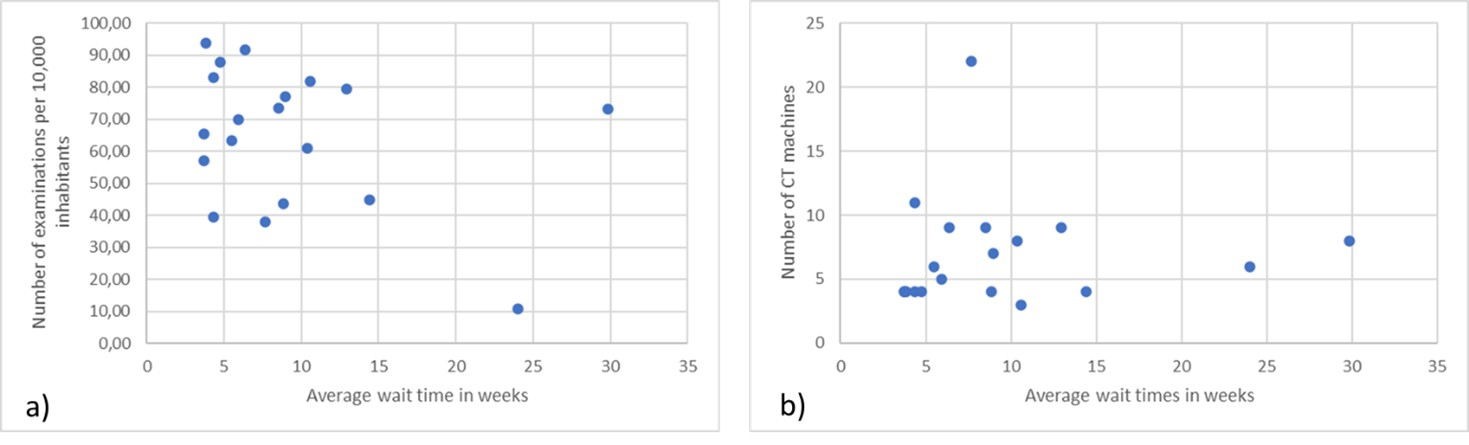 100,00
90,00
80,00
70,00
60,00
50,00
40,00
30,00
20,00
10,00
0,00
Number of examinations per 10,000
inhabitants
0 5 10 15 20 25 30 35
Average wait time in weeks
a)
25
20
15
10
5
0
Number of CT machines
0 5 10 15 20 25 30 35
Average wait times in weeks
b)